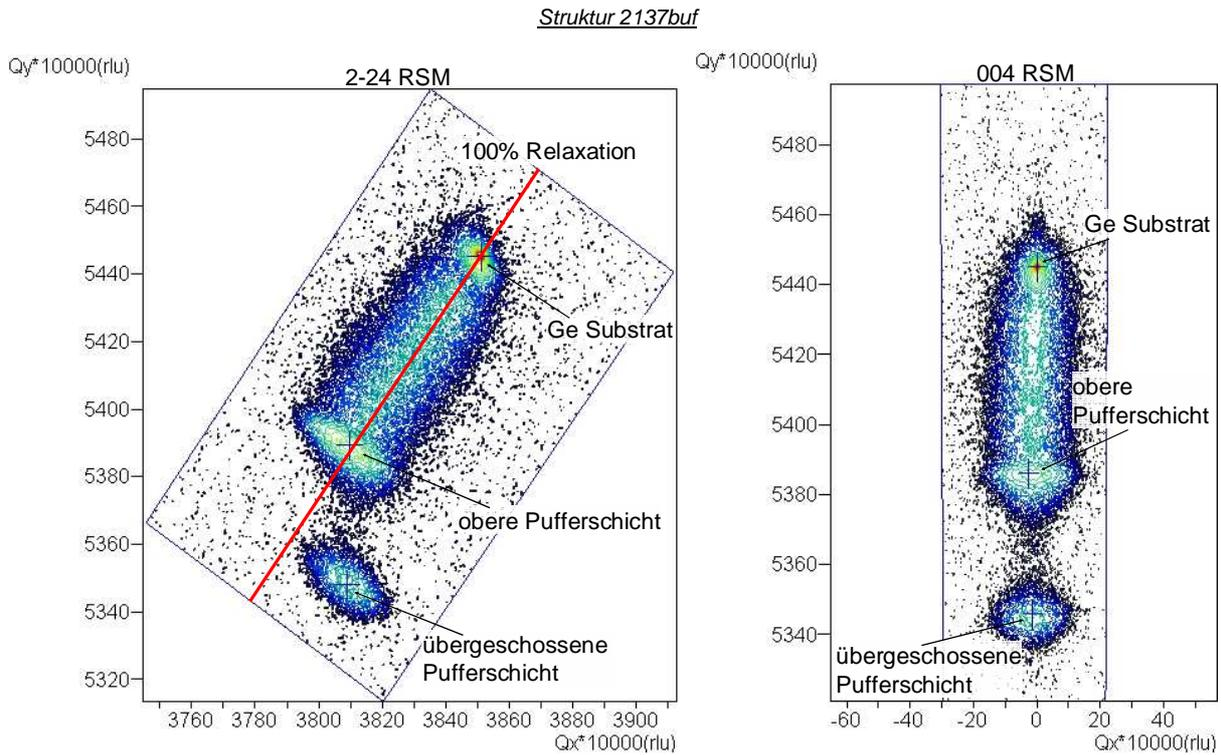 Struktur 2137buf
Qy*10000(rlu)
2-24 RSM
100% Relaxation
5480
5460
5440
5420
5400
5380
5360
5340
5320
Ge Substrat
obere Pufferschicht
übergeschossene
Pufferschicht
3760 3780 3800 3820 3840 3860 3880 3900
Qx*10000(rlu)
Qy*10000(rlu)
004 RSM
5480
5460
5440
5420
5400
5380
5360
5340
Ge Substrat
obere
Pufferschicht
übergeschossene
Pufferschicht
-60 -40 -20 0 20 40
Qx*10000(rlu)